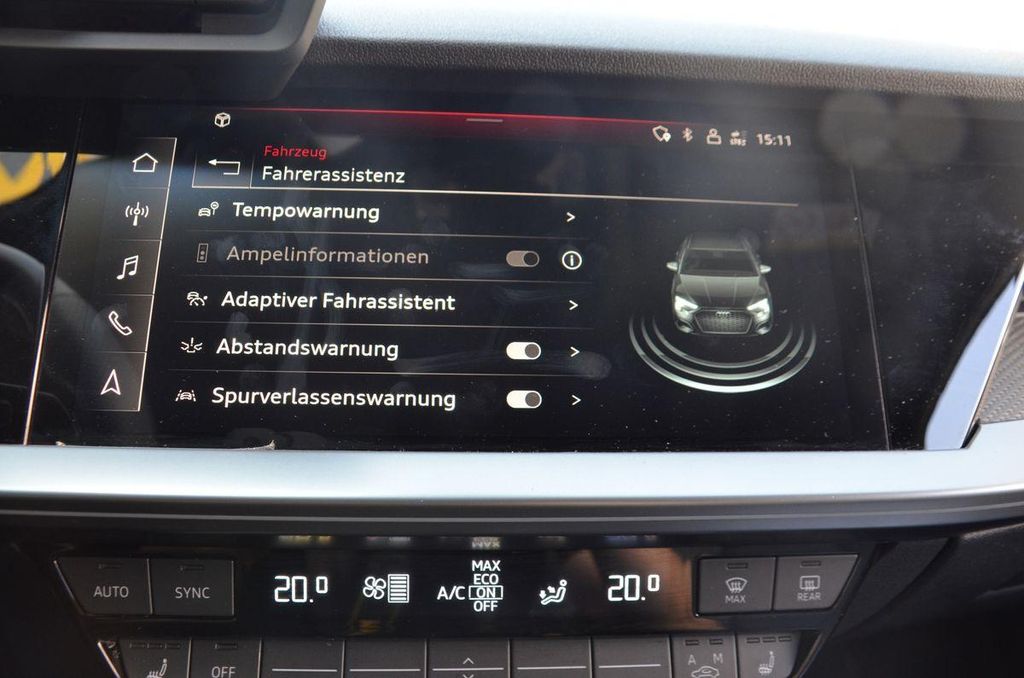 15:11
Fahrzeug
Fahrerassistenz
Tempowarnung
Ampelinformationen
Adaptiver Fahrassistent
Abstandswarnung
Spurverlassenswarnung
AUTO
SYNC
20.0
A/C
MAX
ECO
ON
OFF
20.0
MAX
REAR
OFF
A M